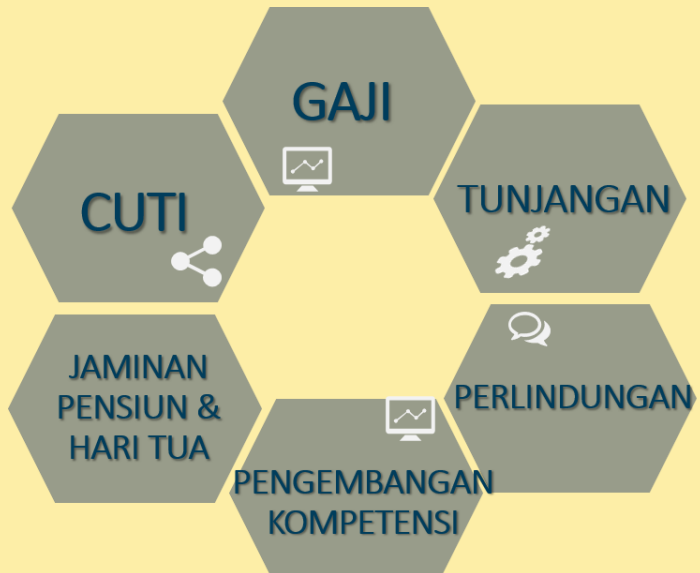 GAJI
TUNJANGAN
PERLINDUNGAN
PENGEMBANGAN
KOMPETENSI
JAMINAN
PENSIUN &
HARI TUA
CUTI